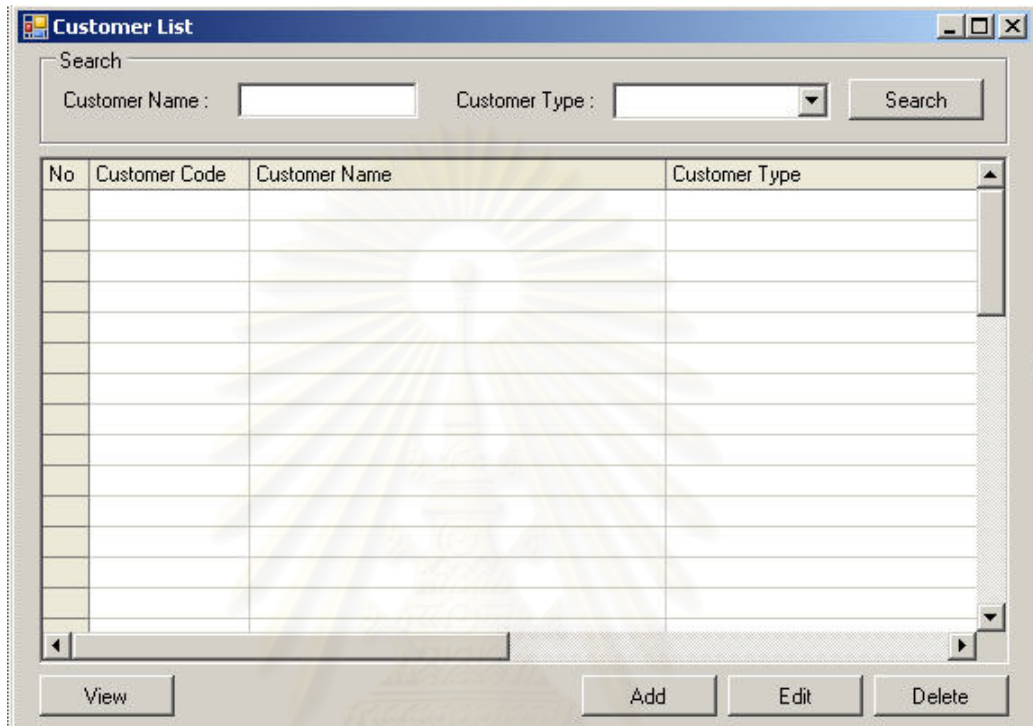 Customer List
Search
Customer Name :
Customer Type :
Search
No Customer Code Customer Name Customer Type
View Add Edit Delete